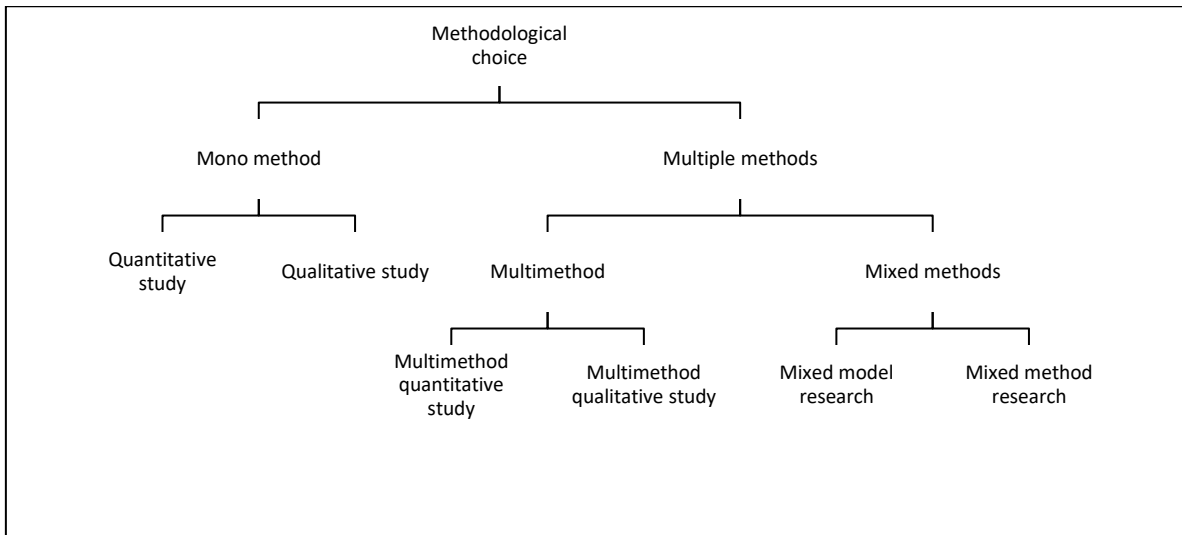 Methodological
choice
Mono method
Multiple methods
Quantitative
study
Qualitative study
Multimethod
Mixed methods
Multimethod
quantitative
study
Multimethod
qualitative study
Mixed model
research
Mixed method
research